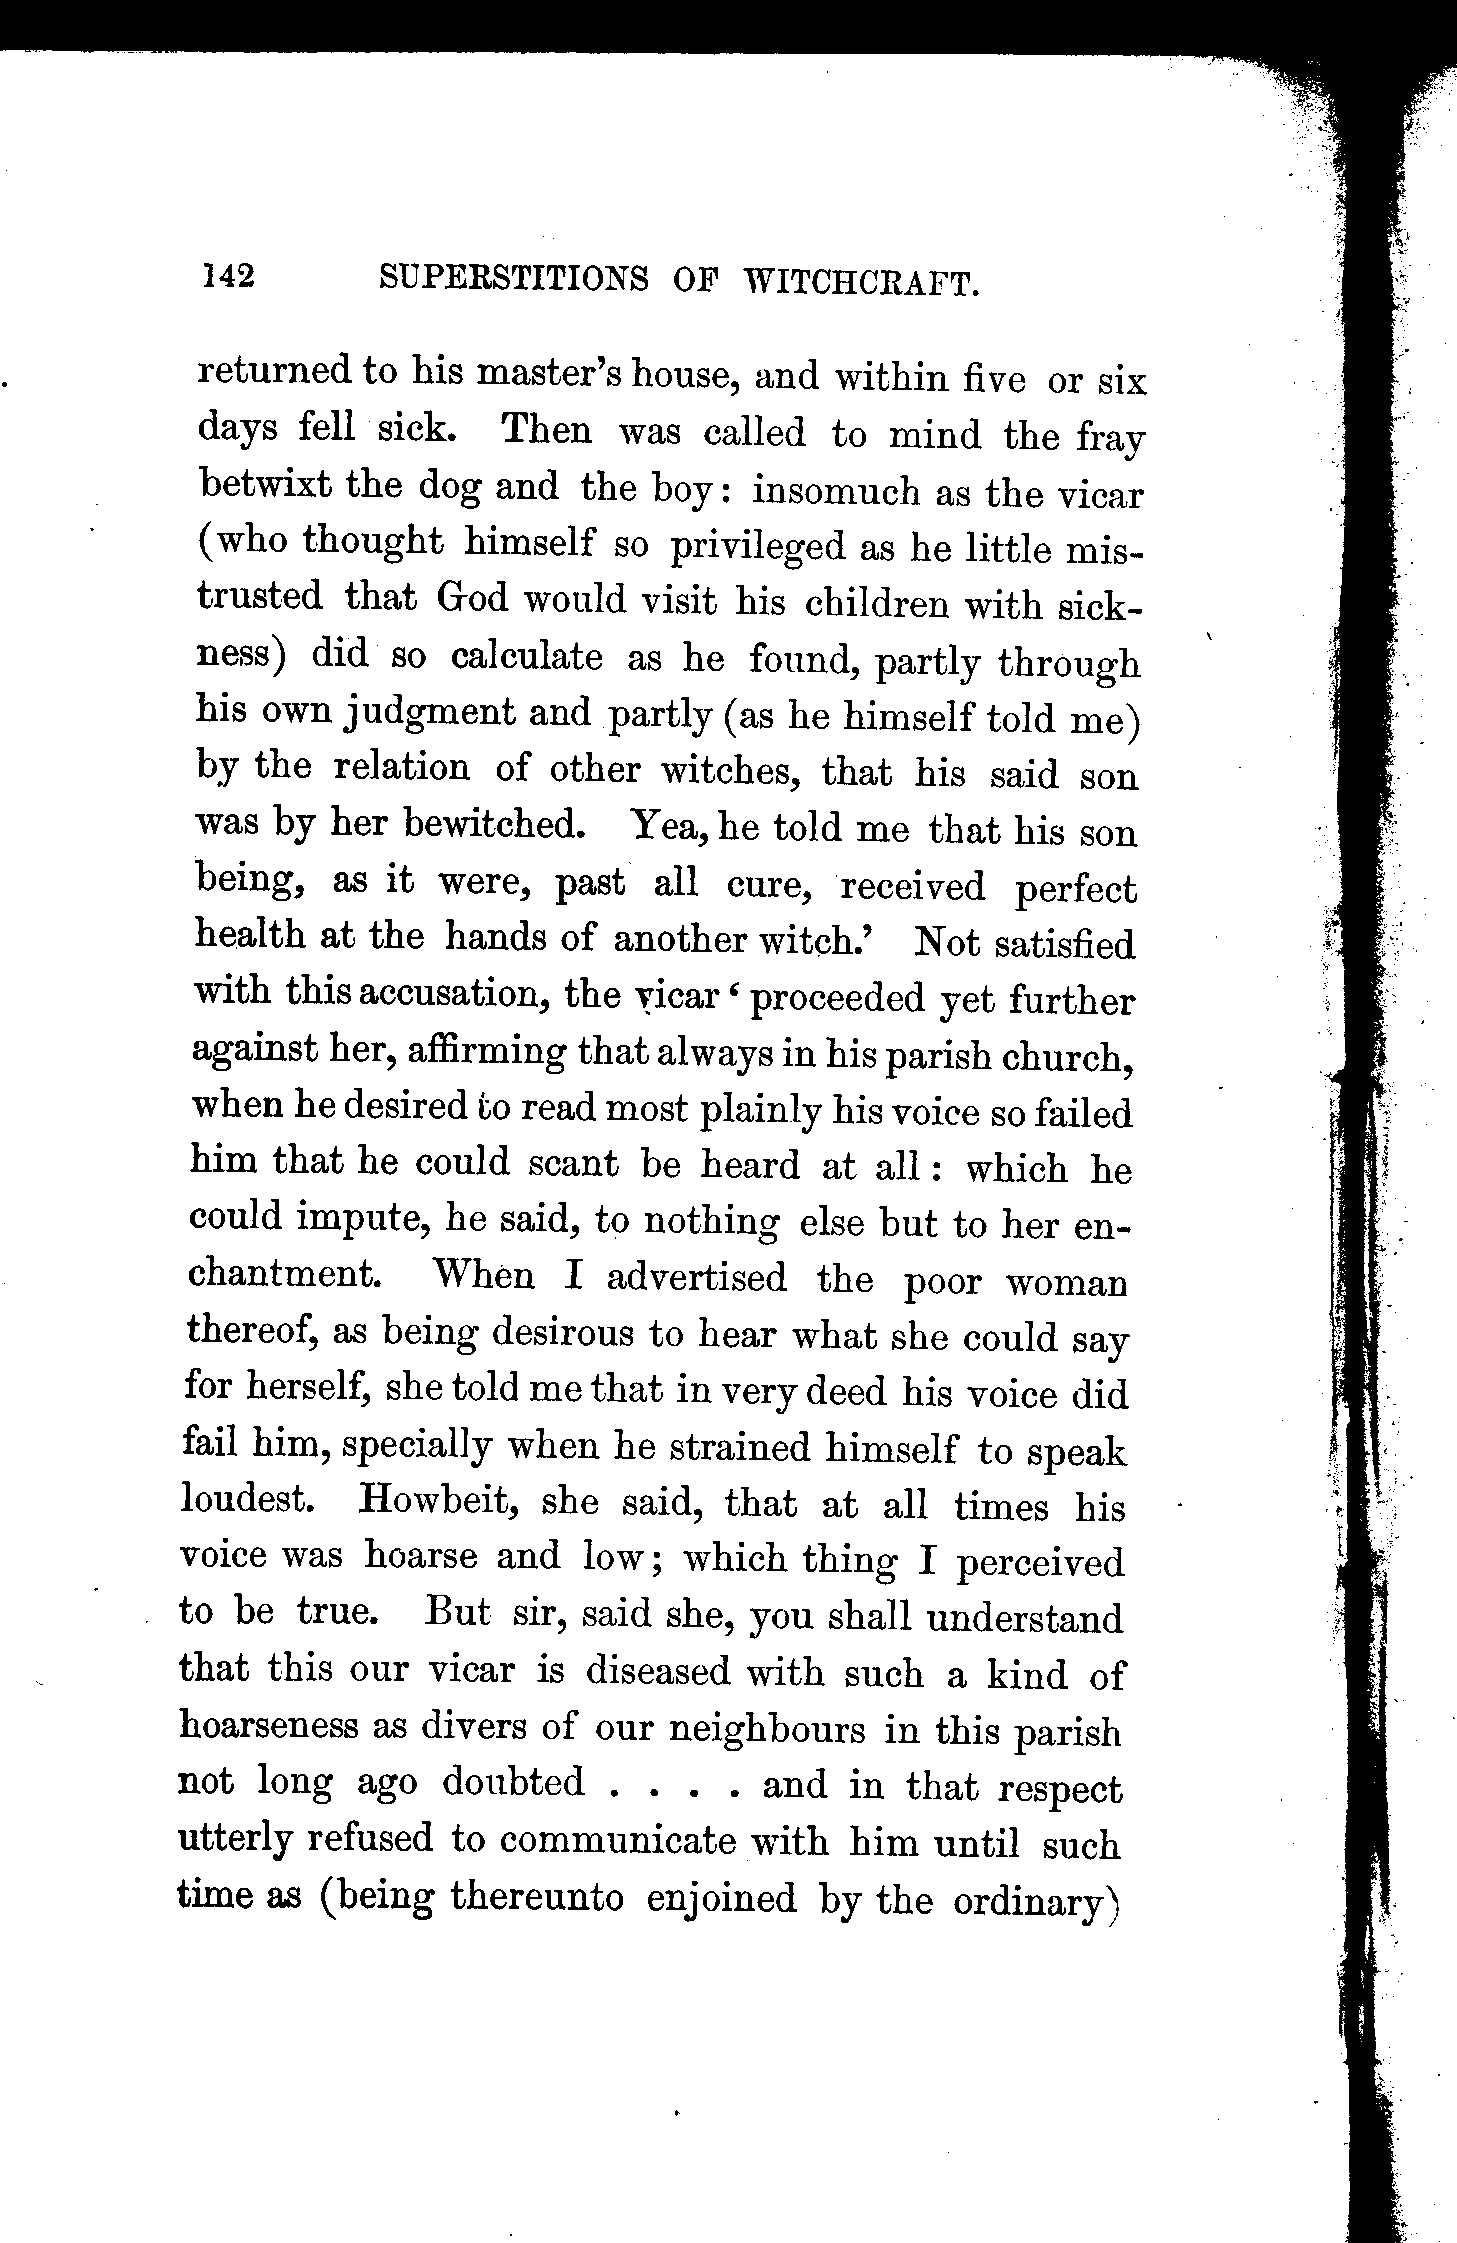 142 SUPERSTITIONS OF WITCHCRAFT.
returned to his master's house, and within five or six
days fell sick. Then was called to mind the fray
betwixt the dog and the boy: insomuch as the vicar
(who thought himself so privileged as he little mis-
trusted that God would visit his children with sick-
ness) did so calculate as he found, partly through
his own judgment and partly (as he himself told me)
by the relation of other witches, that his said son
was by her bewitched. Yea, he told me that his son
being, as it were, past all cure, received perfect
health at the hands of another witch.' Not satisfied
with this accusation, the vicar ‘ proceeded yet further
against her, affirming that always in his parish church,
when he desired to read most plainly his voice so failed
him that he could scant be heard at all : which he
could impute, he said, to nothing else but to her en-
chantment. When I advertised the poor woman
thereof, as being desirous to hear what she could say
for herself, she told me that in very deed his voice did
fail him, specially when he strained himself to speak
loudest. Howbeit, she said, that at all times his
voice was hoarse and low; which thing I perceived
to be true. But sir, said she, you shall understand
that this our vicar is diseased with such a kind of
hoarseness as divers of our neighbours in this parish
not long ago doubted . . . . and in that respect
utterly refused to communicate with him until such
time as (being thereunto enjoined by the ordinary)